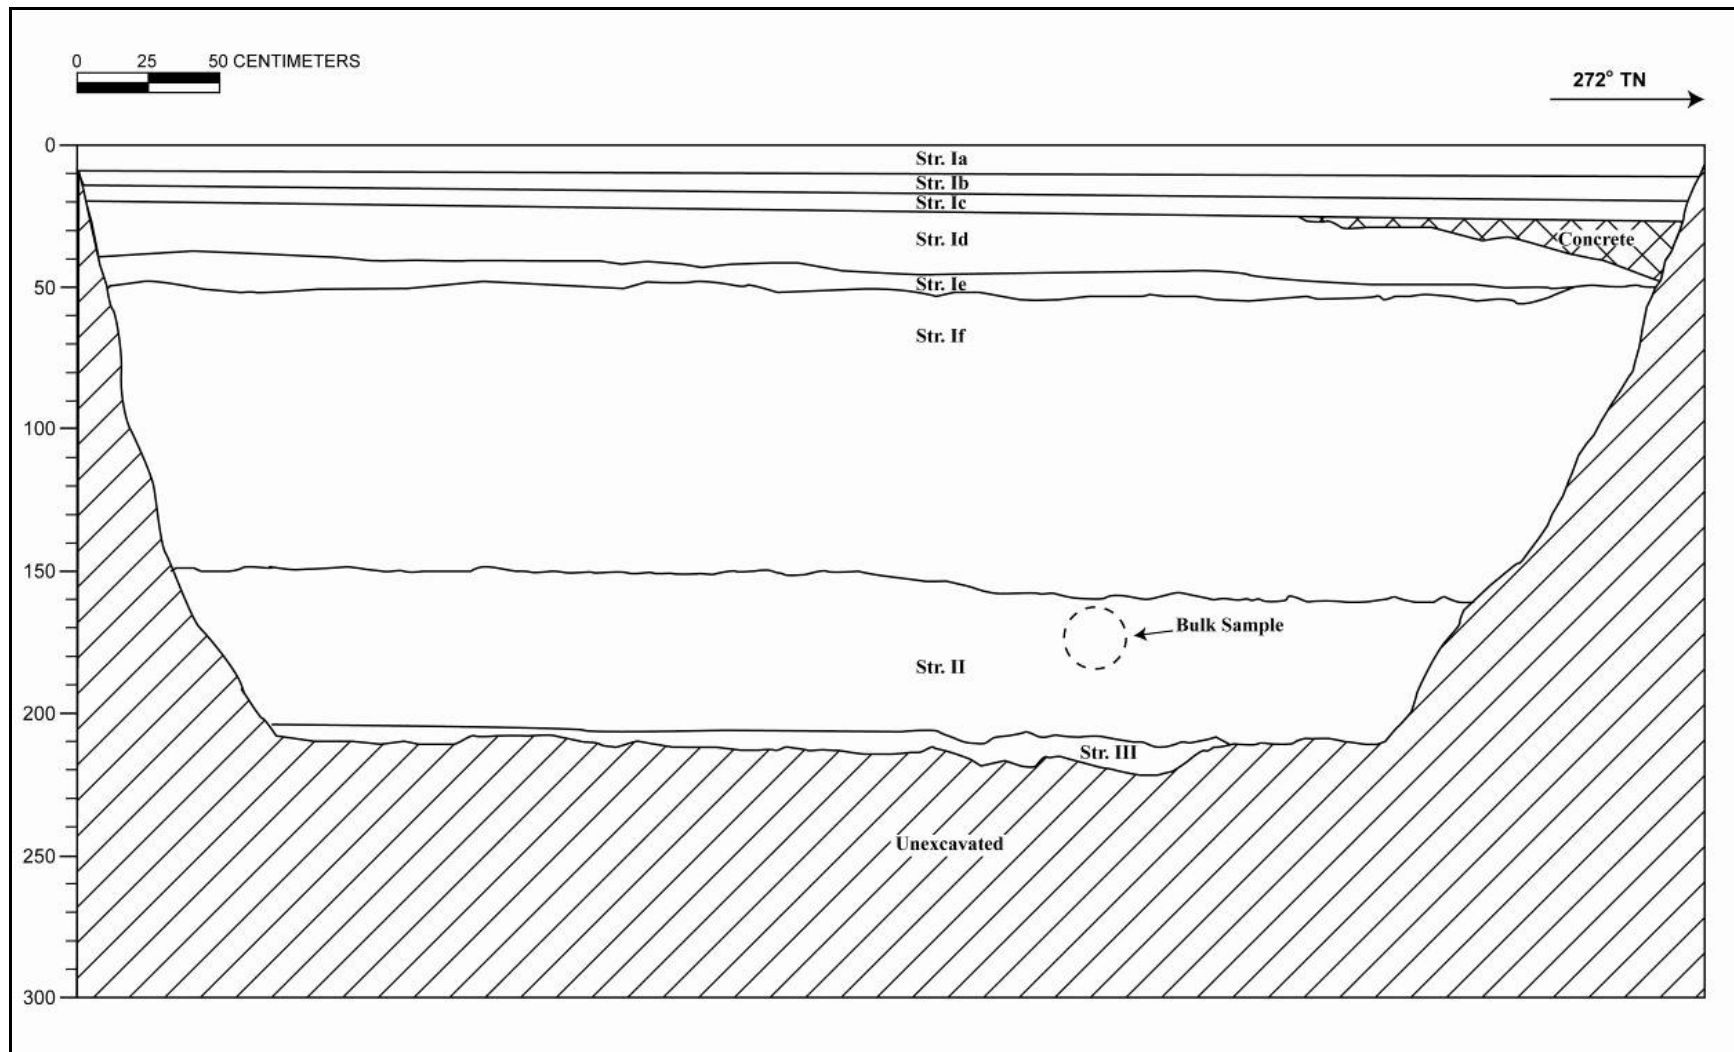 0 25 50 CENTIMETERS
272° TN
0
Str. Ia
Str. Ib
Str. Ic
Str. Id
Concrete
50
Str. Ie
Str. If
100
150
Bulk Sample
Str. II
200
Str. III
Unexcavated
250
300